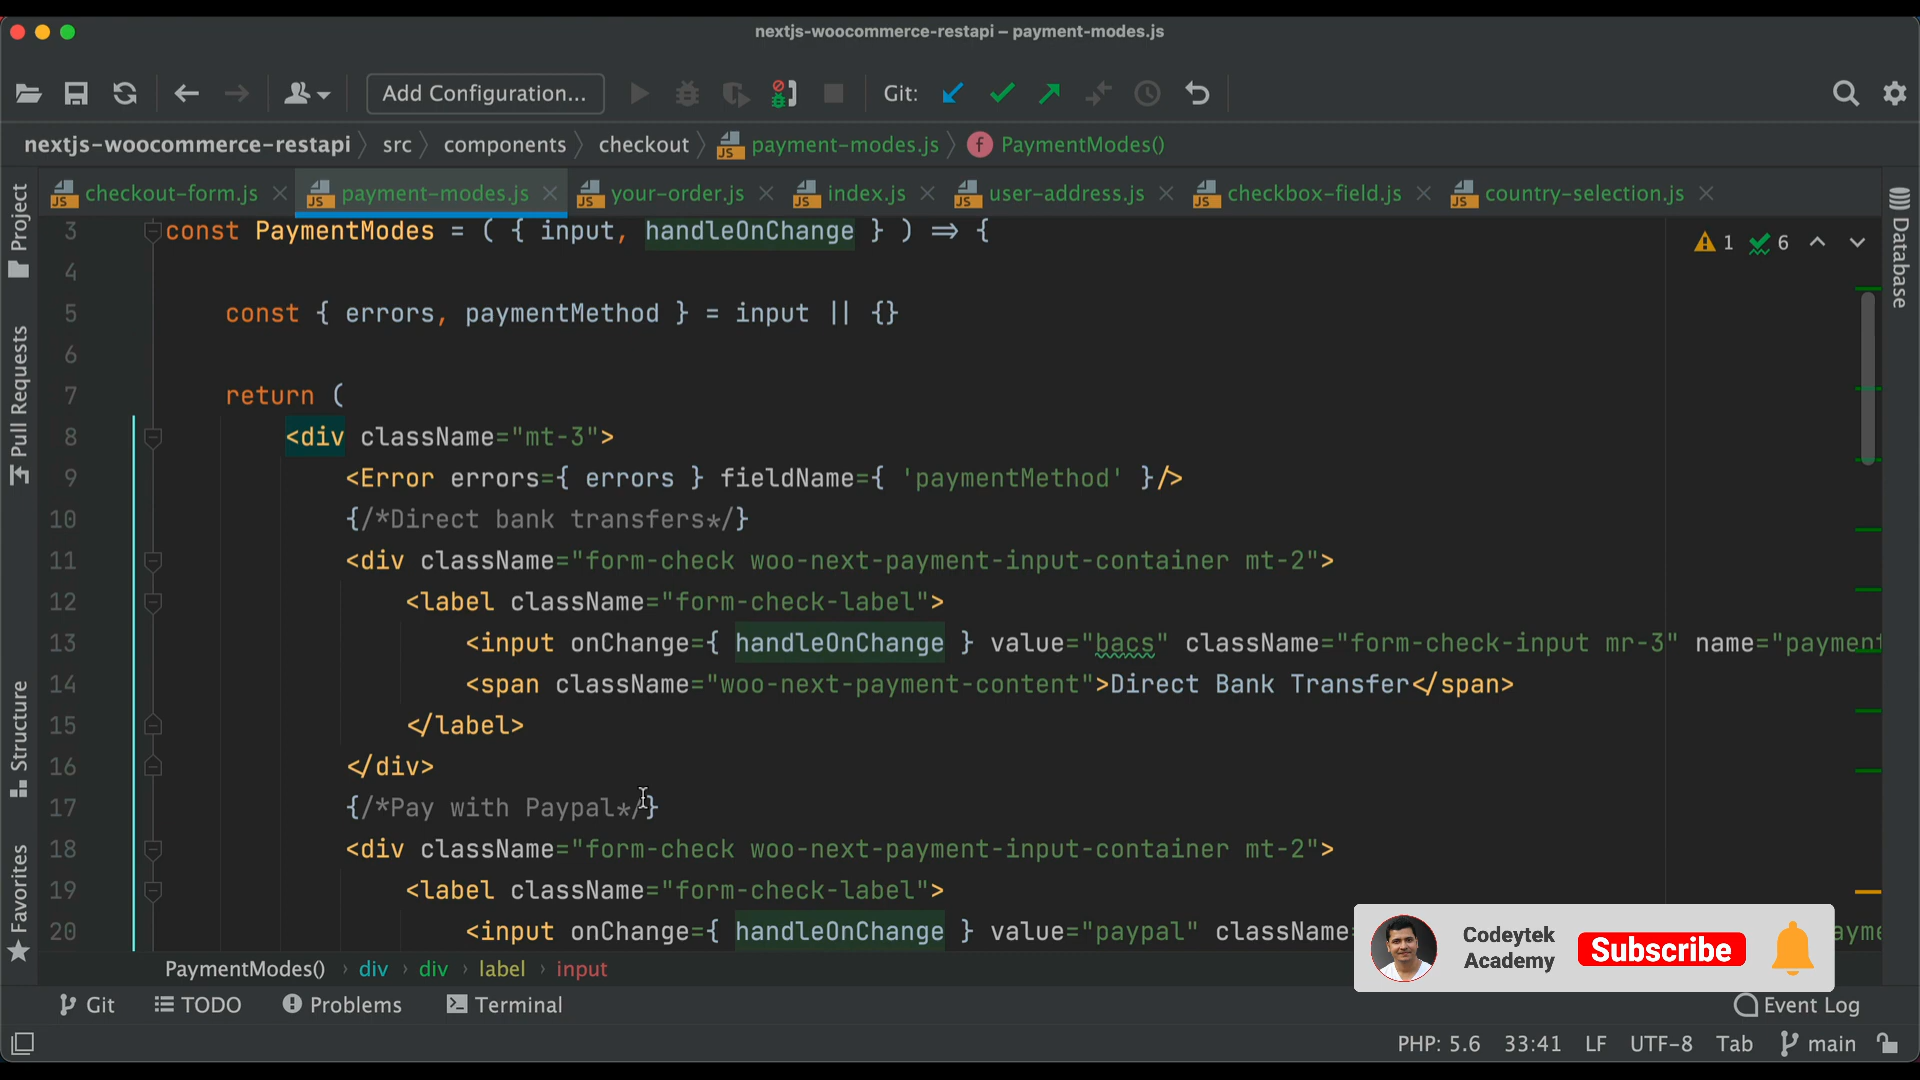 nextjs-woocommerce-restapi – payment-modes.js
Add Configuration... Git:
nextjs-woocommerce-restapi src components checkout payment-modes.js PaymentModes()
checkout-form.js payment-modes.js your-order.js index.js user-address.js checkbox-field.js country-selection.js
Project
Pull Requests
Structure
Favorites
Database
1 6
3 const PaymentModes = ( { input, handleOnChange } ) ⇒ {
4
5 const { errors, paymentMethod } = input || {}
6
7 return (
8 <div className="mt-3">
9 <Error errors={ errors } fieldName={ 'paymentMethod' }/>
10 {/*Direct bank transfers*/}
11 <div className="form-check woo-next-payment-input-container mt-2">
12 <label className="form-check-label">
13 <input onChange={ handleOnChange } value="bacs" className="form-check-input mr-3" name="payment
14 <span className="woo-next-payment-content">Direct Bank Transfer</span>
15 </label>
16 </div>
17 {/*Pay with Paypal*/}
18 <div className="form-check woo-next-payment-input-container mt-2">
19 <label className="form-check-label">
20 <input onChange={ handleOnChange } value="paypal" className=
Codeytek
Academy
Subscribe
PaymentModes() div div label input
Git TODO Problems Terminal Event Log
PHP: 5.6 33:41 LF UTF-8 Tab main